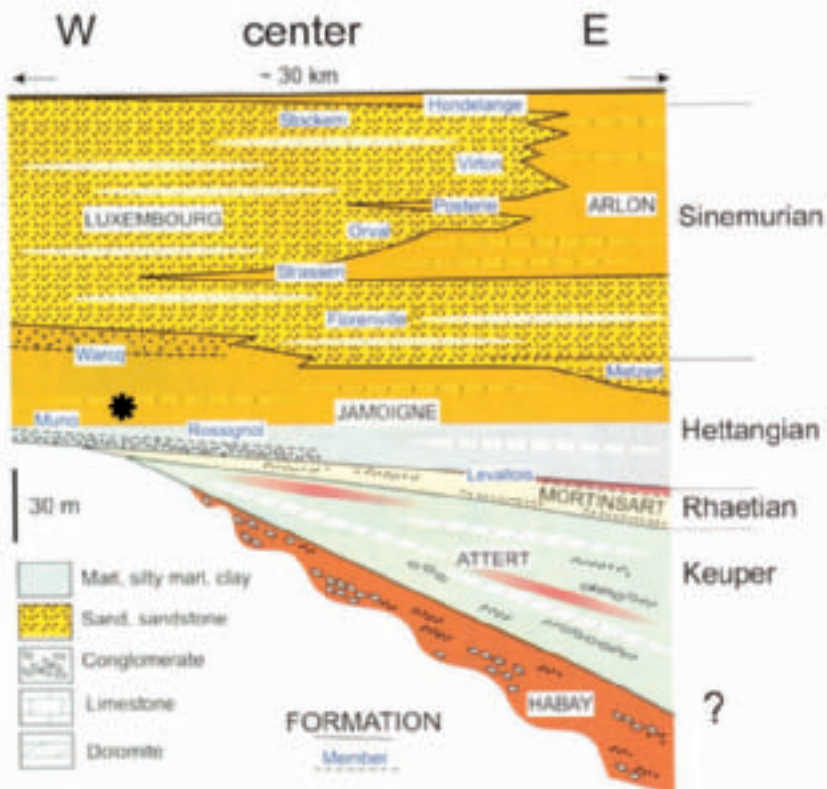 W center E
~ 30 km
Hondelange
Stockem
Virton
Posterie
LUXEMBOURG
ARLON
Sinemurian
Orval
Strassen
Florenville
Warcq
Metzert
JAMOIGNE
Muno
Rossignol
Hettangian
Levallois
MORTINSART
Rhaetian
30 m
ATTERT
Keuper
Marl, silty marl, clay
Sand, sandstone
Conglomerate
Limestone
Dolomite
HABAY
?
FORMATION
Member